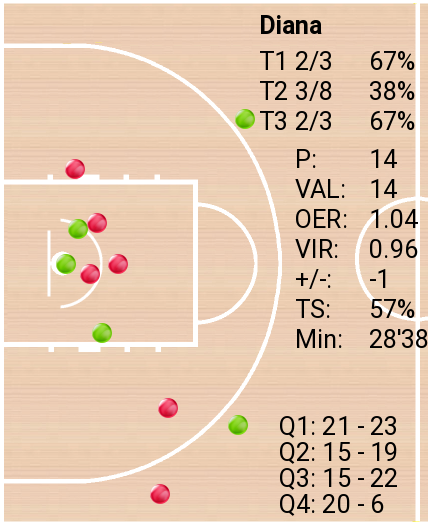 Diana
T1 2/3 67%
T2 3/8 38%
T3 2/3 67%
P: 14
VAL: 14
OER: 1.04
VIR: 0.96
+/-: -1
TS: 57%
Min: 28'38
Q1: 21 - 23
Q2: 15 - 19
Q3: 15 - 22
Q4: 20 - 6